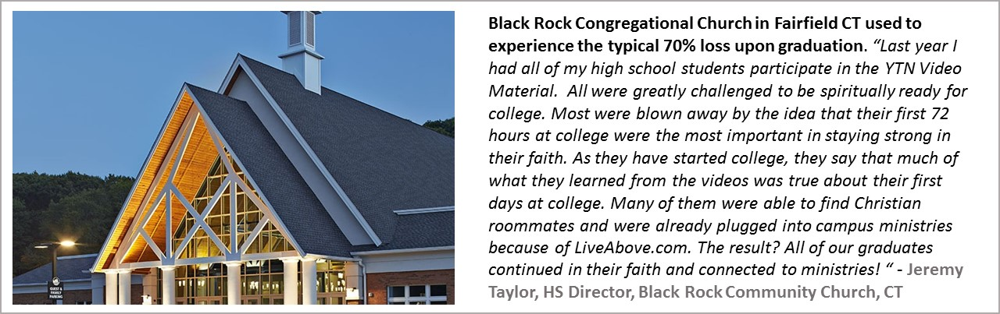 Black Rock Congregational Church in Fairfield CT used to
experience the typical 70% loss upon graduation. “Last year I
had all of my high school students participate in the YTN Video
Material.  All were greatly challenged to be spiritually ready for
college. Most were blown away by the idea that their first 72
hours at college were the most important in staying strong in
their faith. As they have started college, they say that much of
what they learned from the videos was true about their first
days at college. Many of them were able to find Christian
roommates and were already plugged into campus ministries
because of LiveAbove.com. The result? All of our graduates
continued in their faith and connected to ministries! “ - Jeremy
Taylor, HS Director, Black Rock Community Church, CT
GUEST &
FAMILY
PARKING